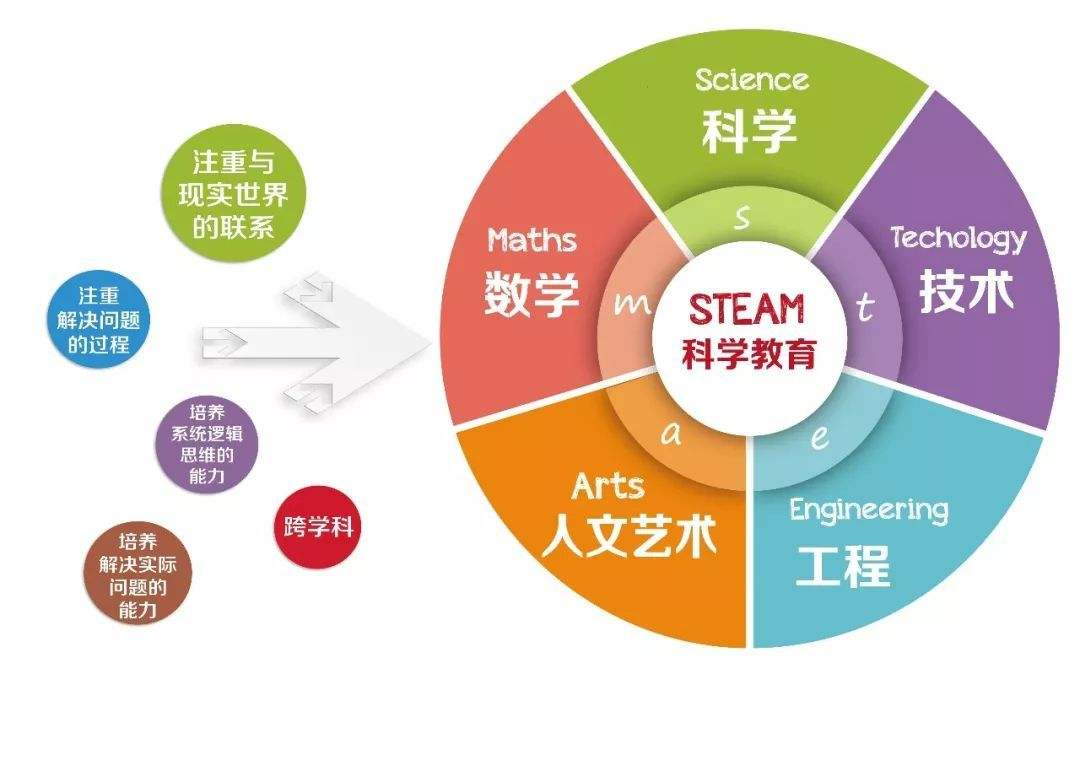 注重与
现实世界
的联系
注重
解决问题
的过程
培养
系统逻辑
思维的
能力
跨学科
培养
解决实际
问题的
能力
Science
科学
Techology
技术
Engineering
工程
Arts
人文艺术
Maths
数学
s
t
e
a
m
STEAM
科学教育